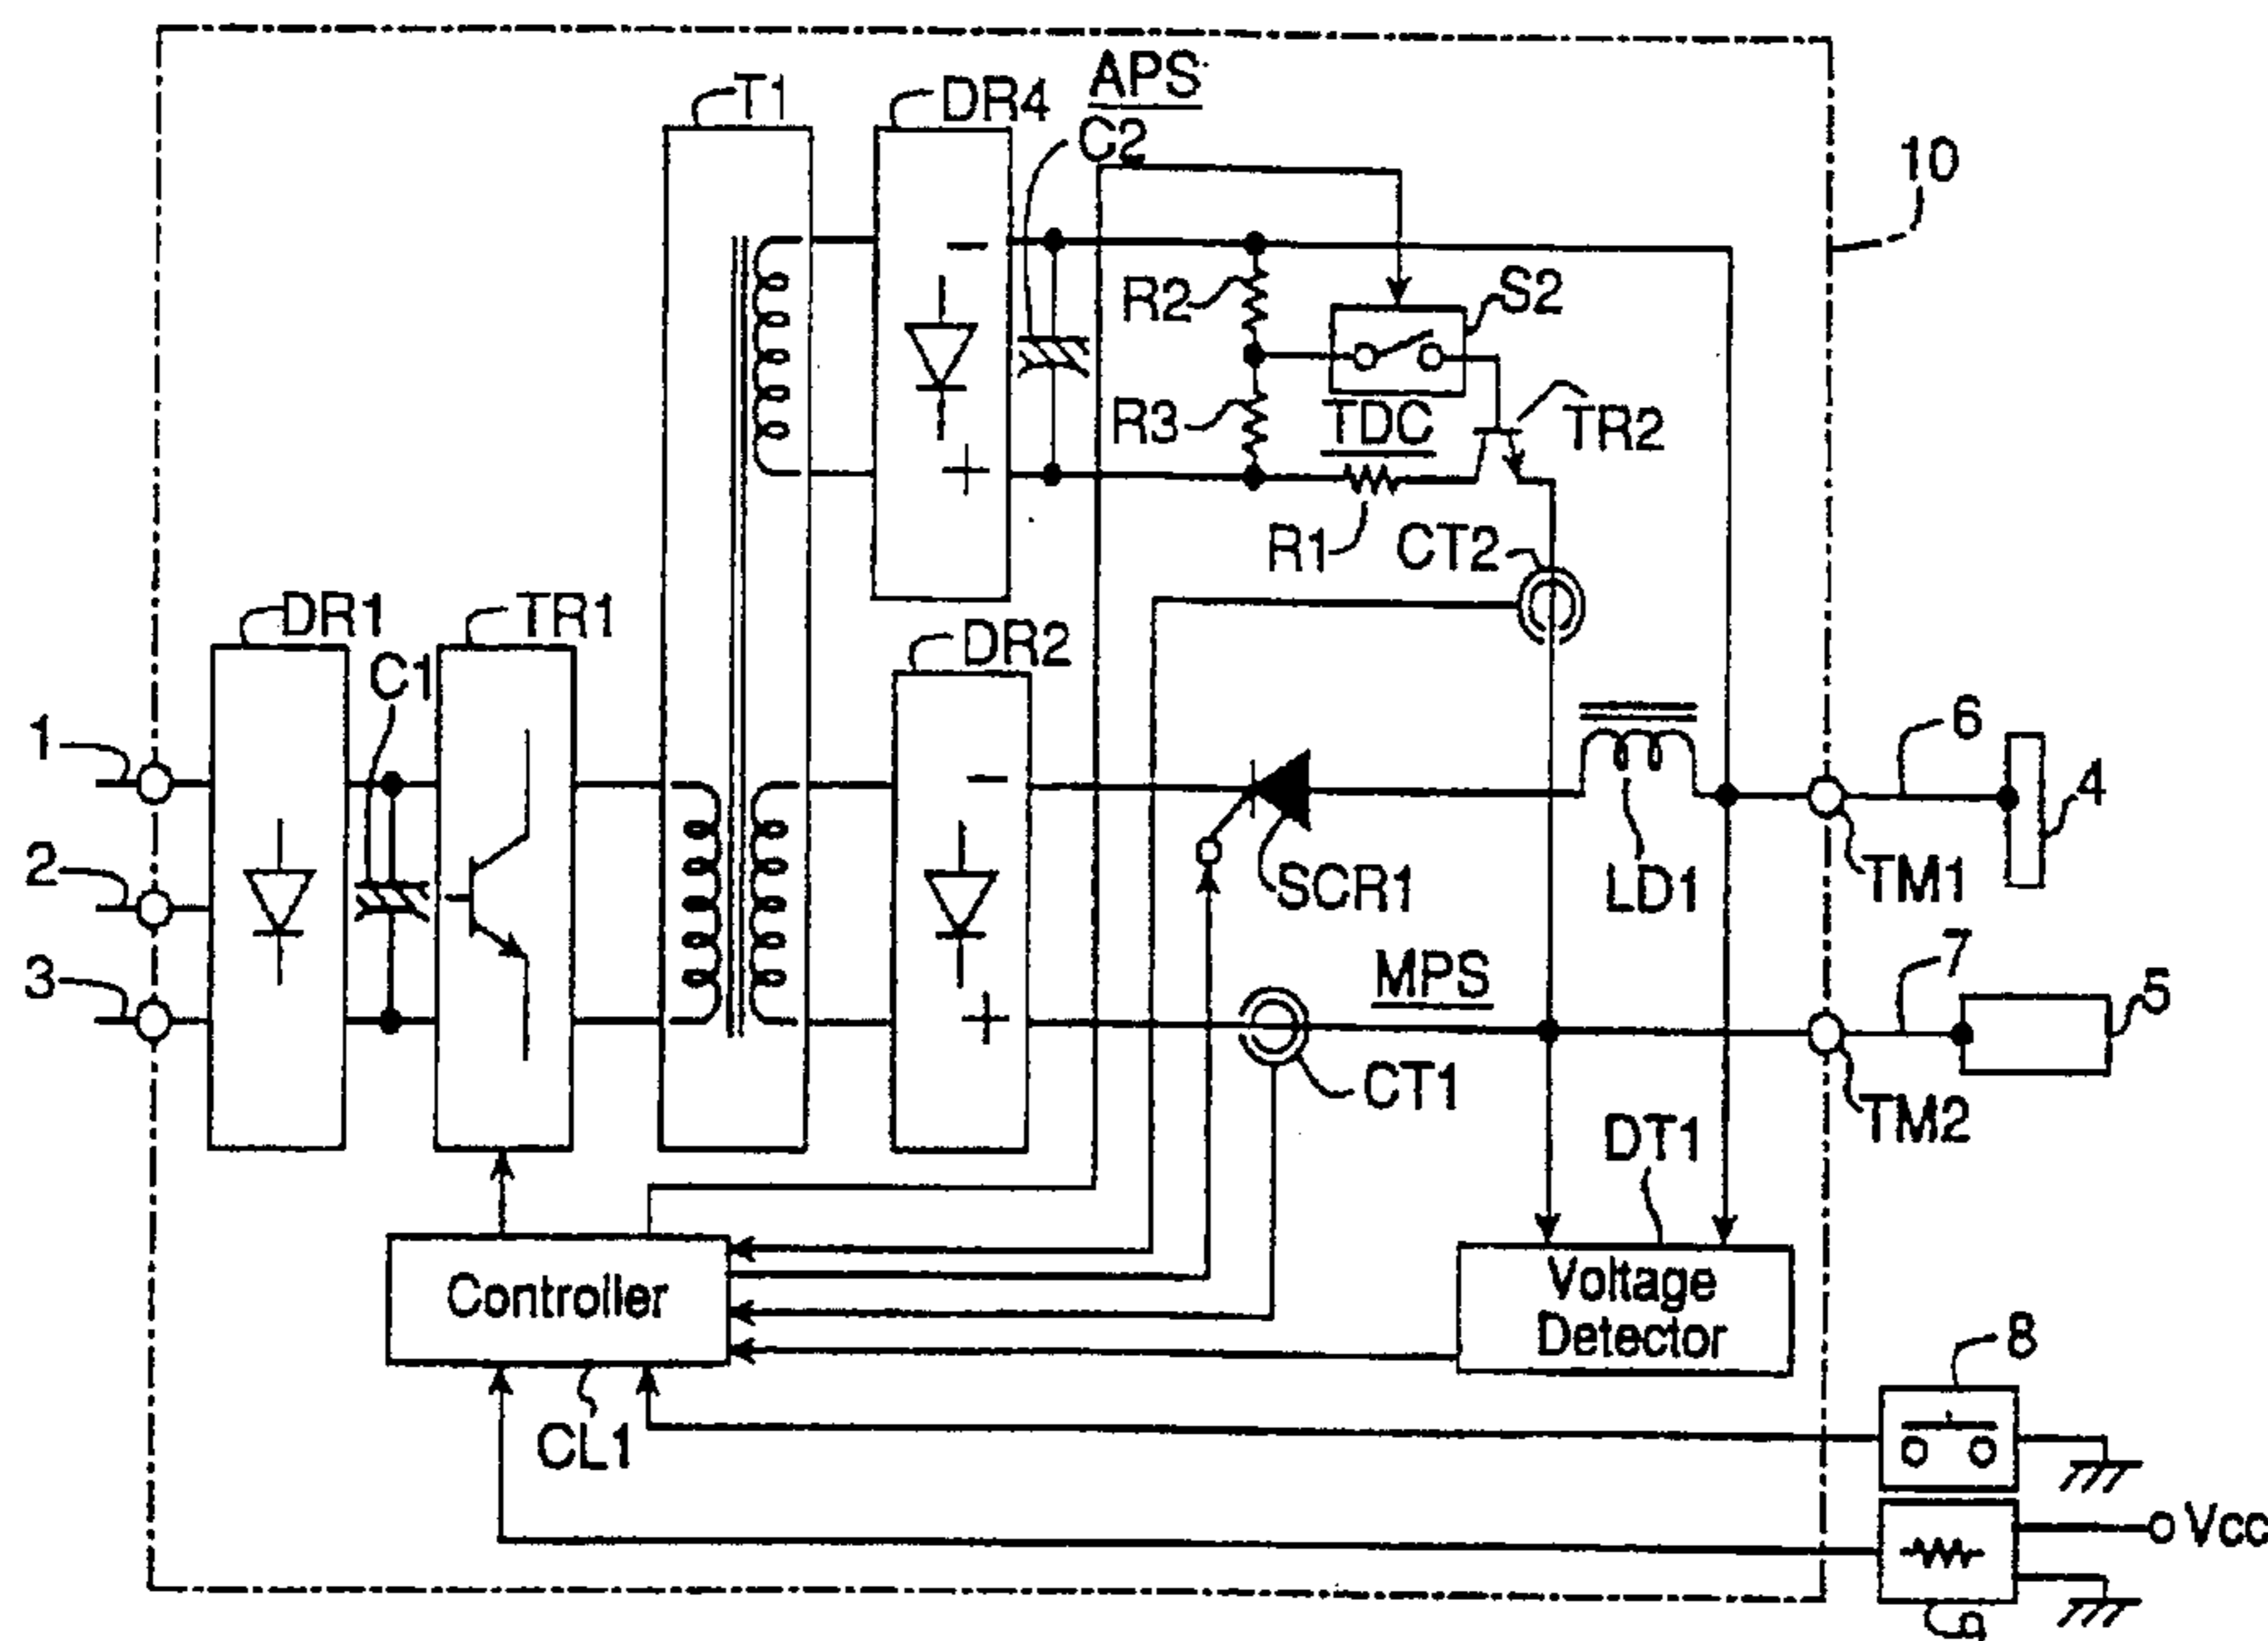 T1
DR4
APS
C2
10
R2
S2
R3
TDC
TR2
R1
CT2
DR1
C1
TR1
DR2
1
2
3
6
4
SCR1
LD1
TM1
MPS
7
5
CT1
TM2
DT1
Controller
Voltage
Detector
CL1
8
Vcc
9